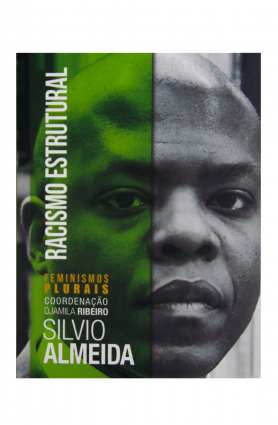 RACISMO ESTRUTURAL
FEMINISMOS
PLURAIS
COORDENAÇÃO
DJAMILA RIBEIRO
SILVIO
ALMEIDA